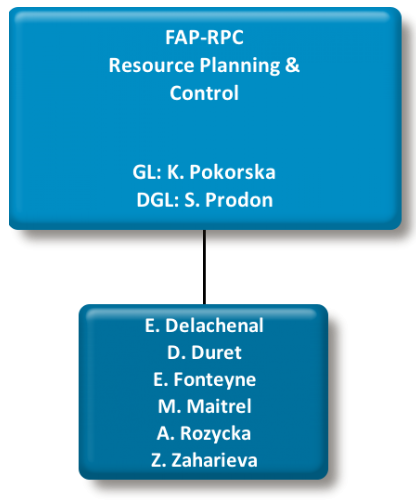 FAP-RPC
Resource Planning &
Control
GL: K. Pokorska
DGL: S. Prodon
E. Delachenal
D. Duret
E. Fonteyne
M. Maitrel
A. Rozycka
Z. Zaharieva